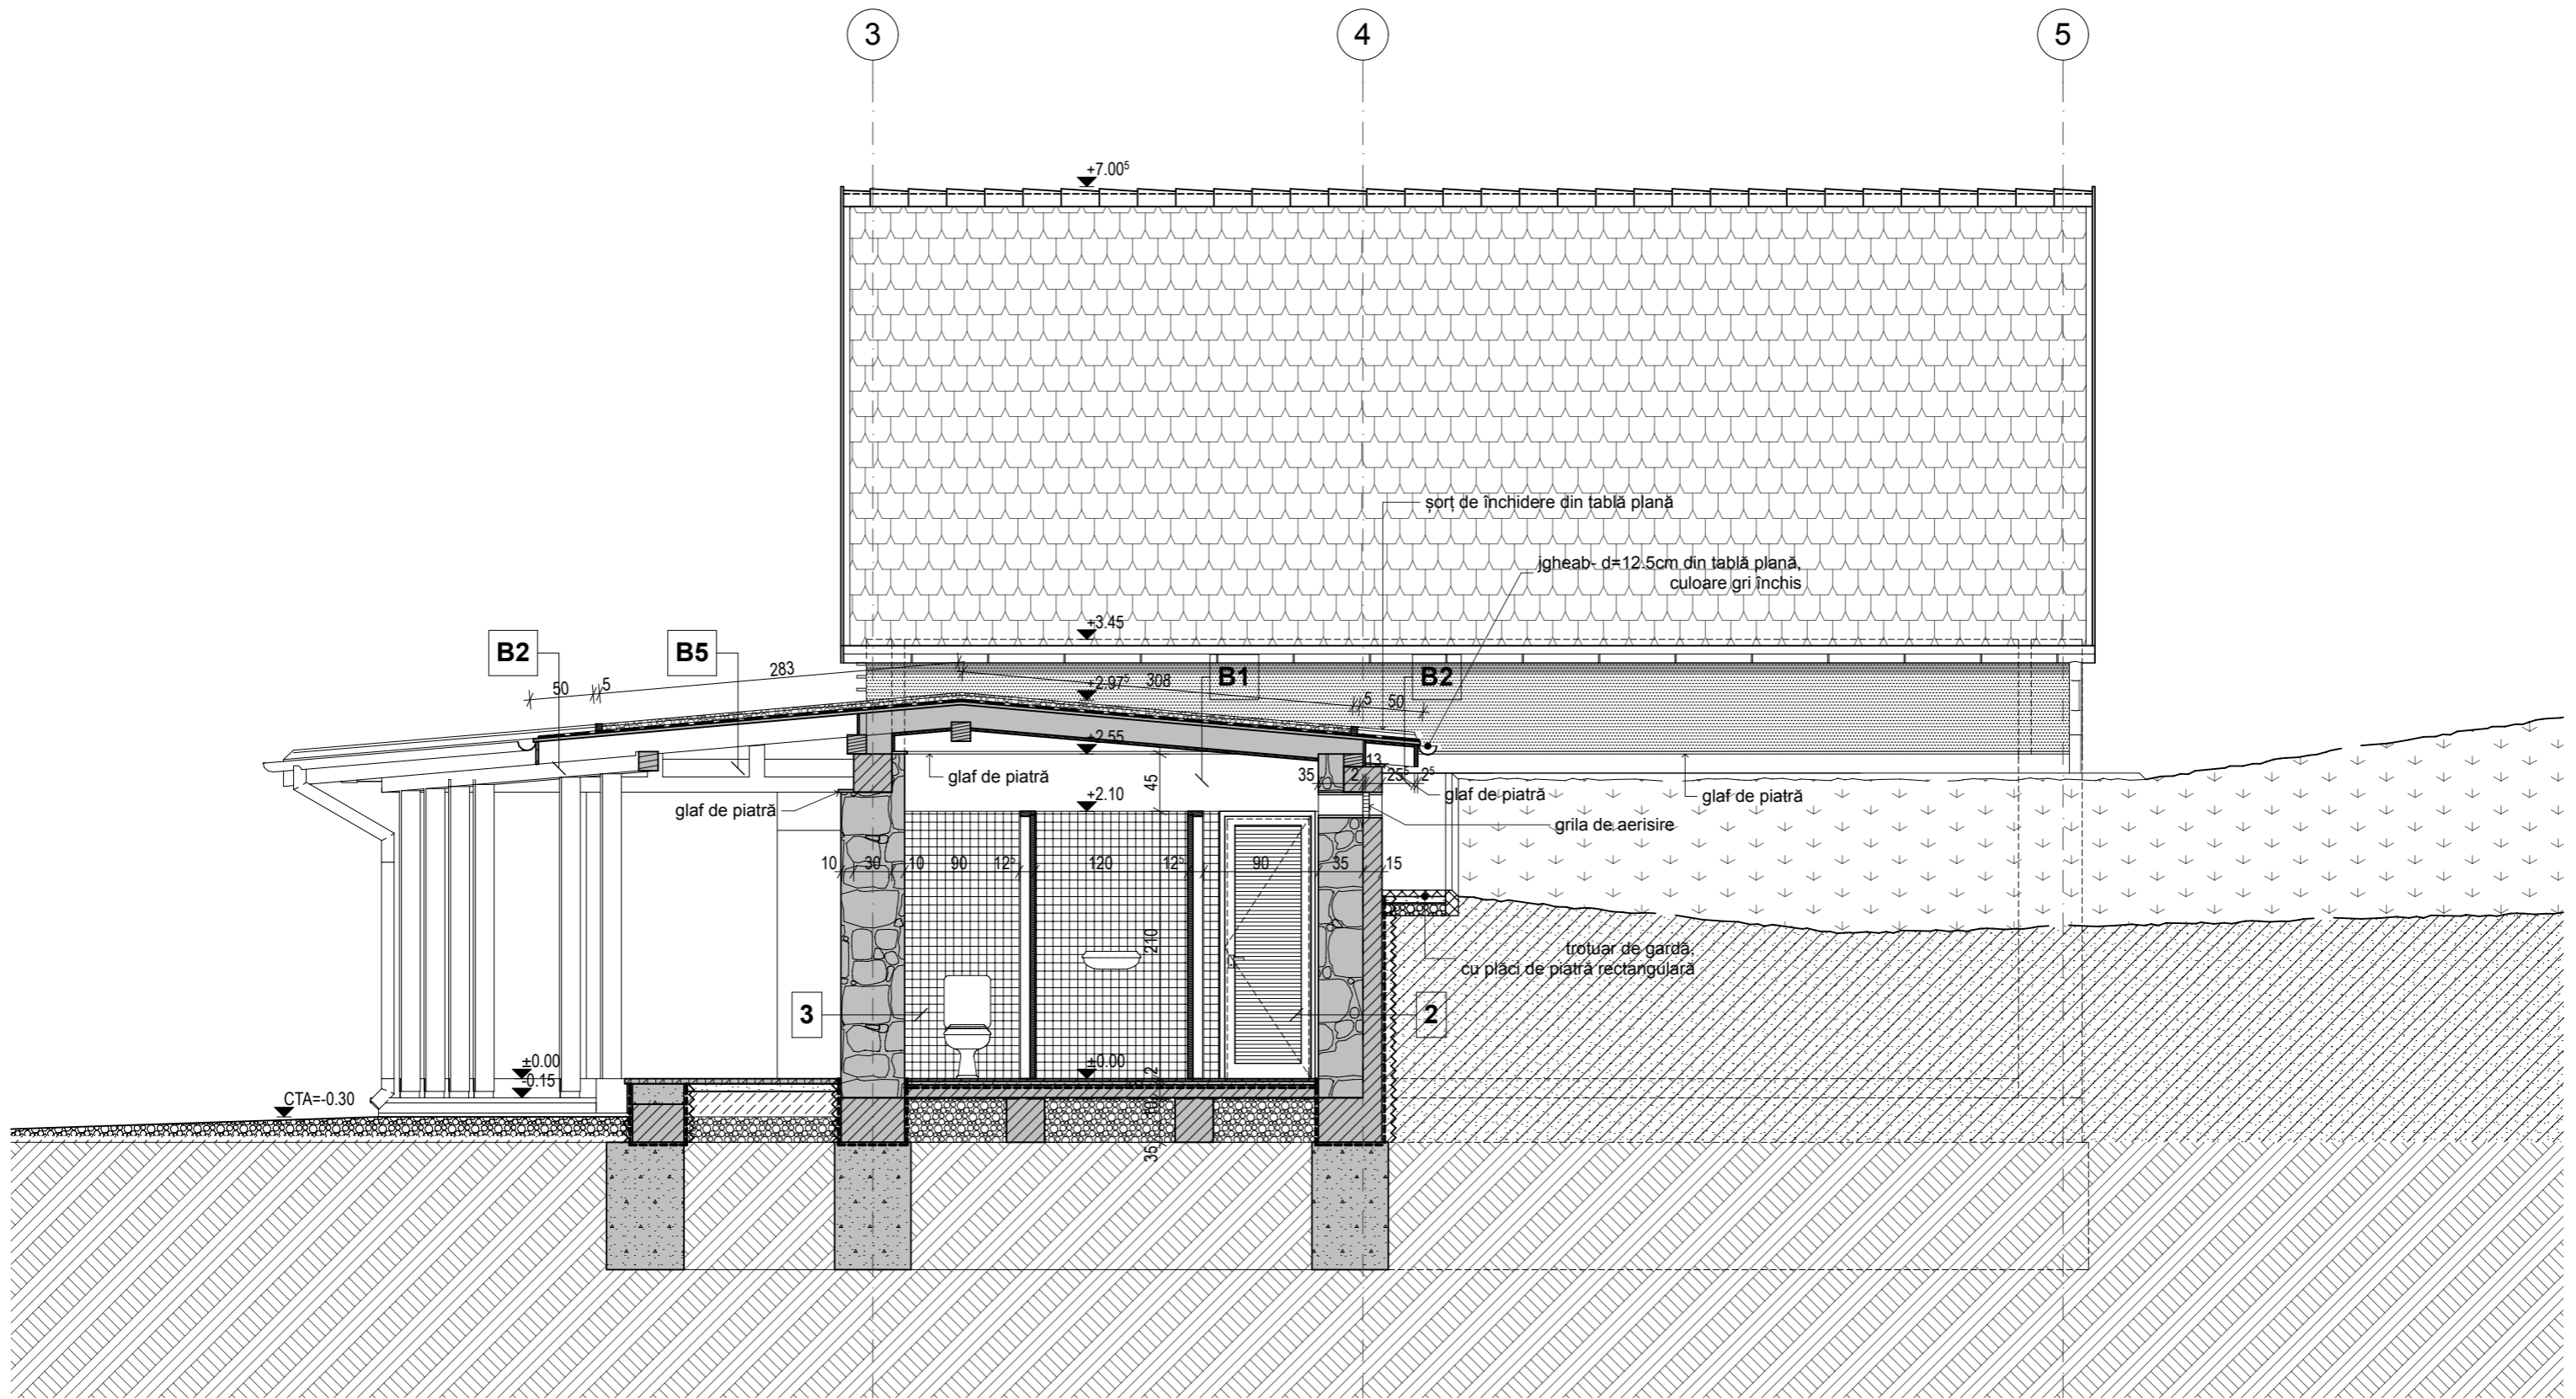 3
4
5
+7.00⁵
șorț de închidere din tablă plană
jgheab- d=12.5cm din tablă plană,
culoare gri închis
+3.45
B2
B5
B1
B2
283
308
50
5
5
50
+2.97⁵
+2.55
glaf de piatră
45
35
2
13
25⁵
2⁵
glaf de piatră
glaf de piatră
glaf de piatră
+2.10
grila de aerisire
10
30
10
90
12⁵
120
12⁵
90
35
15
210
trotuar de gardă,
cu plăci de piatră rectangulară
3
2
±0.00
-0.15
±0.00
CTA=-0.30
35